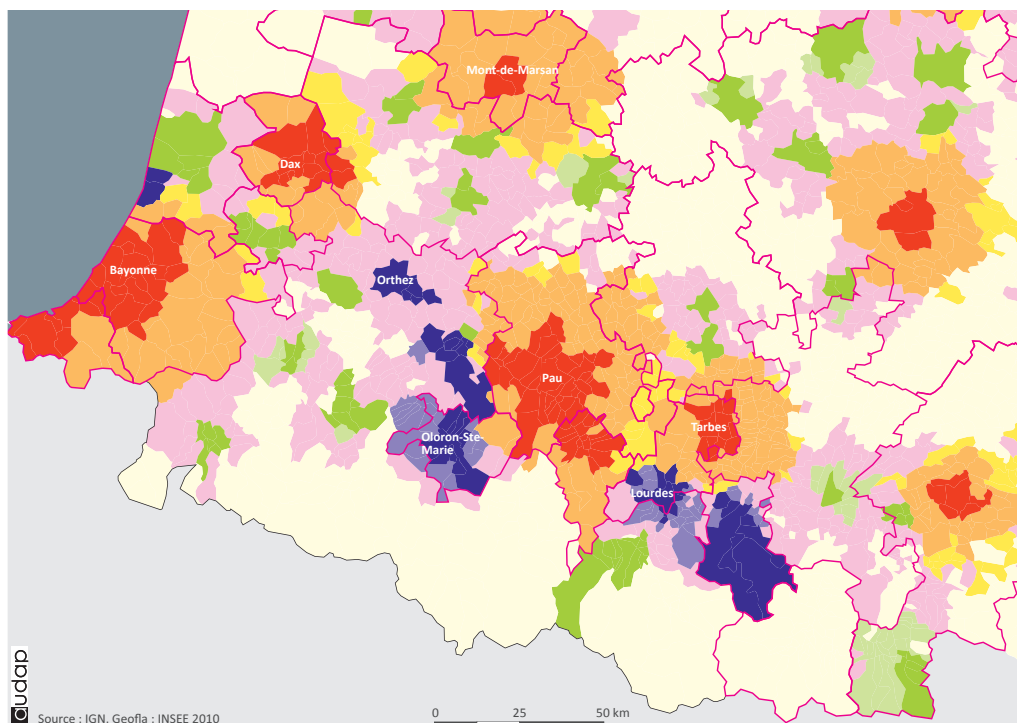 Mont-de-Marsan
Dax
Bayonne
Orthez
Pau
Tarbes
Oloron-Ste-
Marie
Lourdes
audap
Source : IGN, Geofla ; INSEE 2010
0 25 50 km